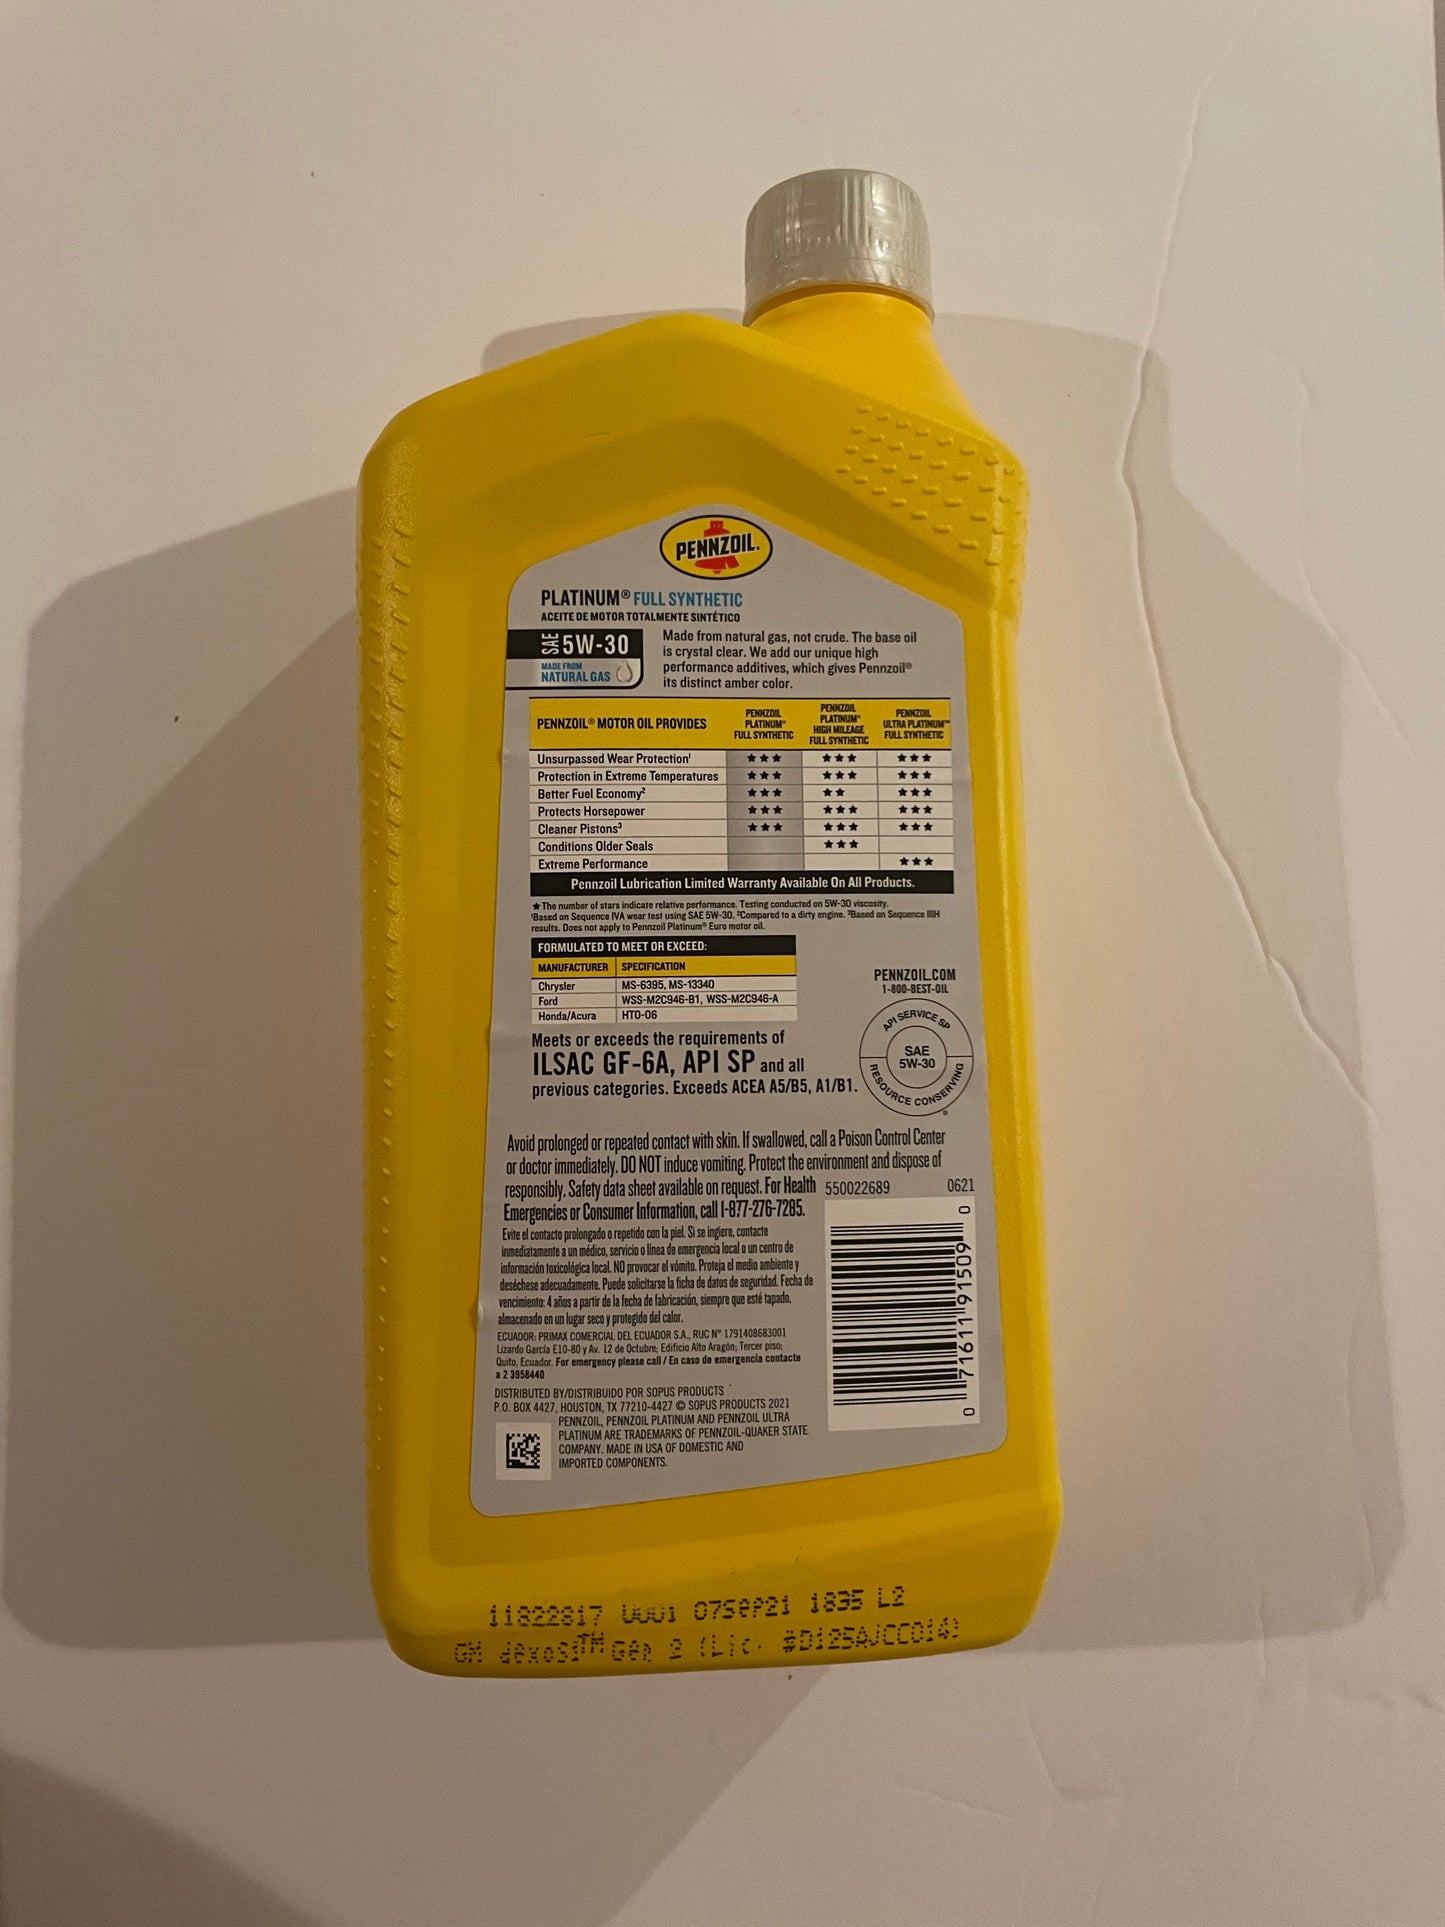 PENNZOIL.
PLATINUM® FULL SYNTHETIC
ACEITE DE MOTOR TOTALMENTE SINTÉTICO
SAE 5W-30
MADE FROM
NATURAL GAS
Made from natural gas, not crude. The base oil
is crystal clear. We add our unique high
performance additives, which gives Pennzoil®
its distinct amber color.
PENNZOIL® MOTOR OIL PROVIDES
PENNZOIL
PLATINUM®
FULL SYNTHETIC
PENNZOIL
PLATINUM®
HIGH MILEAGE
FULL SYNTHETIC
PENNZOIL
ULTRA PLATINUM™
FULL SYNTHETIC
Unsurpassed Wear Protection¹ ★★★ ★★★ ★★★
Protection in Extreme Temperatures ★★★ ★★★ ★★★
Better Fuel Economy² ★★★ ★★ ★★★
Protects Horsepower ★★★ ★★★ ★★★
Cleaner Pistons³ ★★★ ★★★ ★★★
Conditions Older Seals ★★★
Extreme Performance ★★★
Pennzoil Lubrication Limited Warranty Available On All Products.
★The number of stars indicate relative performance. Testing conducted on 5W-30 viscosity.
¹Based on Sequence IVA wear test using SAE 5W-30. ²Compared to a dirty engine. ³Based on Sequence IIIH
results. Does not apply to Pennzoil Platinum® Euro motor oil.
FORMULATED TO MEET OR EXCEED:
MANUFACTURER SPECIFICATION
Chrysler MS-6395, MS-13340
Ford WSS-M2C946-B1, WSS-M2C946-A
Honda/Acura HTO-06
PENNZOIL.COM
1-800-BEST-OIL
API SERVICE SP
SAE
5W-30
RESOURCE CONSERVING
Meets or exceeds the requirements of
ILSAC GF-6A, API SP and all
previous categories. Exceeds ACEA A5/B5, A1/B1.
Avoid prolonged or repeated contact with skin. If swallowed, call a Poison Control Center
or doctor immediately. DO NOT induce vomiting. Protect the environment and dispose of
responsibly. Safety data sheet available on request. For Health
Emergencies or Consumer Information, call 1-877-276-7285.
550022689 0621
Evite el contacto prolongado o repetido con la piel. Si se ingiere, contacte
inmediatamente a un médico, servicio o línea de emergencia local o un centro de
información toxicológica local. NO provocar el vómito. Proteja el medio ambiente y
deséchese adecuadamente. Puede solicitarse la ficha de datos de seguridad. Fecha de
vencimiento: 4 años a partir de la fecha de fabricación, siempre que esté tapado,
almacenado en un lugar seco y protegido del calor.
ECUADOR: PRIMAX COMERCIAL DEL ECUADOR S.A., RUC N° 1791408683001
Lizardo García E10-80 y Av. 12 de Octubre; Edificio Alto Aragón; Tercer piso;
Quito, Ecuador. For emergency please call / En caso de emergencia contacte
a 2 3958440
DISTRIBUTED BY/DISTRIBUIDO POR SOPUS PRODUCTS
P.O. BOX 4427, HOUSTON, TX 77210-4427 © SOPUS PRODUCTS 2021
PENNZOIL, PENNZOIL PLATINUM AND PENNZOIL ULTRA
PLATINUM ARE TRADEMARKS OF PENNZOIL-QUAKER STATE
COMPANY. MADE IN USA OF DOMESTIC AND
IMPORTED COMPONENTS.
0 71611 91509 0
0
11822817 0001 07SEP21 1835 L2
GM dexos1™ Gen 2 (Lic. #D125AJCC014)